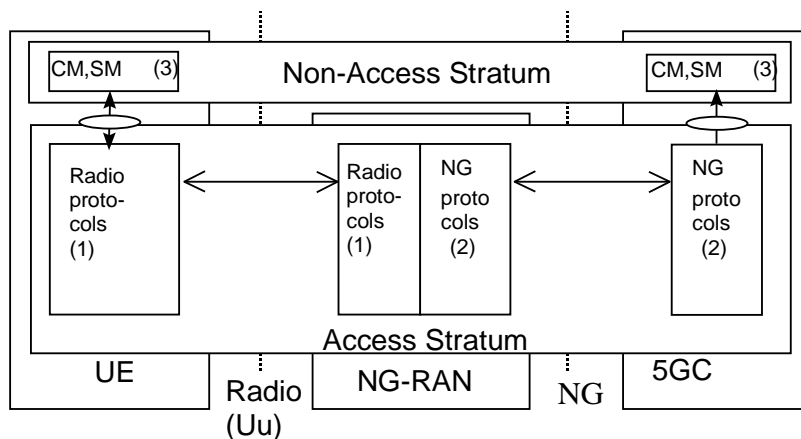 CM,SM (3)
Non-Access Stratum
CM,SM (3)
Radio
proto-
cols
(1)
Radio
proto-
cols
(1)
NG
proto
cols
(2)
NG
proto
cols
(2)
Access Stratum
UE
Radio
(Uu)
NG-RAN
NG
5GC